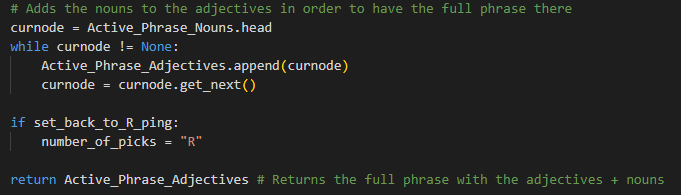 # Adds the nouns to the adjectives in order to have the full phrase there
curnode = Active_Phrase_Nouns.head
while curnode != None:
    Active_Phrase_Adjectives.append(curnode)
    curnode = curnode.get_next()

if set_back_to_R_ping:
    number_of_picks = "R"

return Active_Phrase_Adjectives # Returns the full phrase with the adjectives + nouns